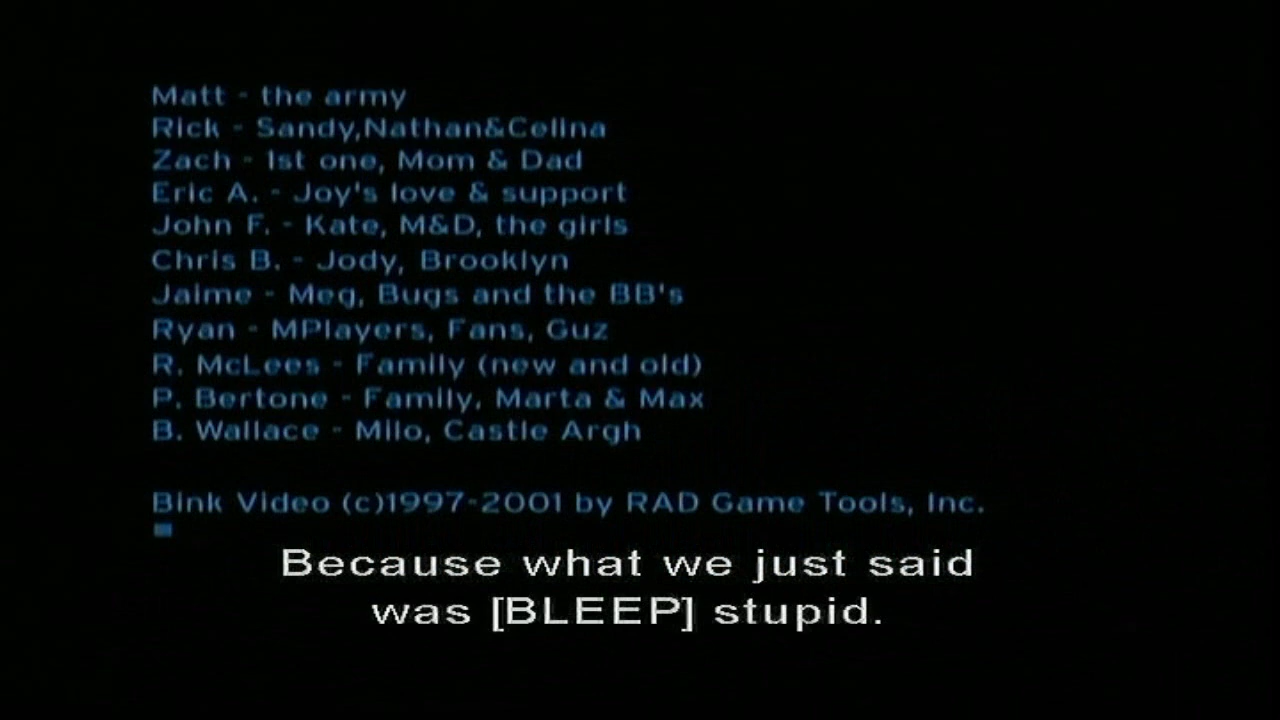 Matt - the army
Rick - Sandy,Nathan&Celina
Zach - 1st one, Mom & Dad
Eric A. - Joy's love & support
John F. - Kate, M&D, the girls
Chris B. - Jody, Brooklyn
Jaime - Meg, Bugs and the BB's
Ryan - MPlayers, Fans, Guz
R. McLees - Family (new and old)
P. Bertone - Family, Marta & Max
B. Wallace - Milo, Castle Argh
Bink Video (c)1997-2001 by RAD Game Tools, Inc.
Because what we just said
was [BLEEP] stupid.